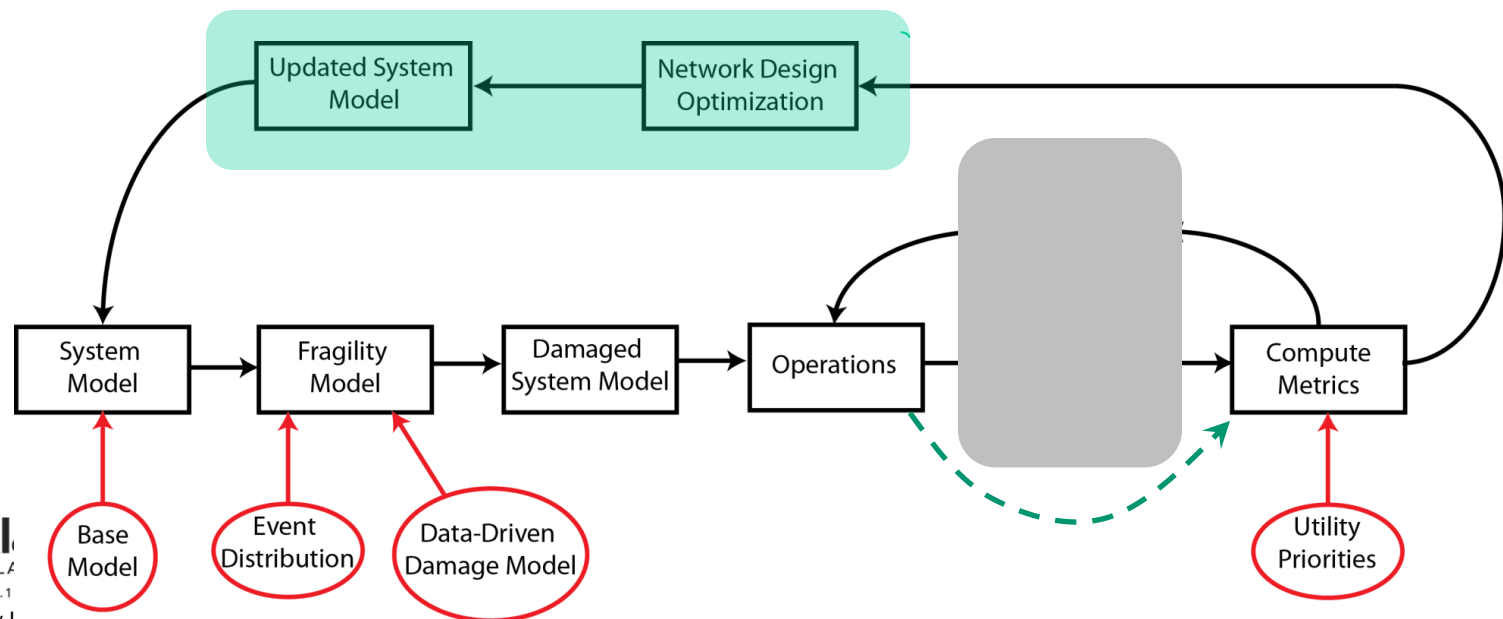 Updated System
Model
Network Design
Optimization
System
Model
Fragility
Model
Damaged
System Model
Operations
Compute
Metrics
Base
Model
Event
Distribution
Data-Driven
Damage Model
Utility
Priorities